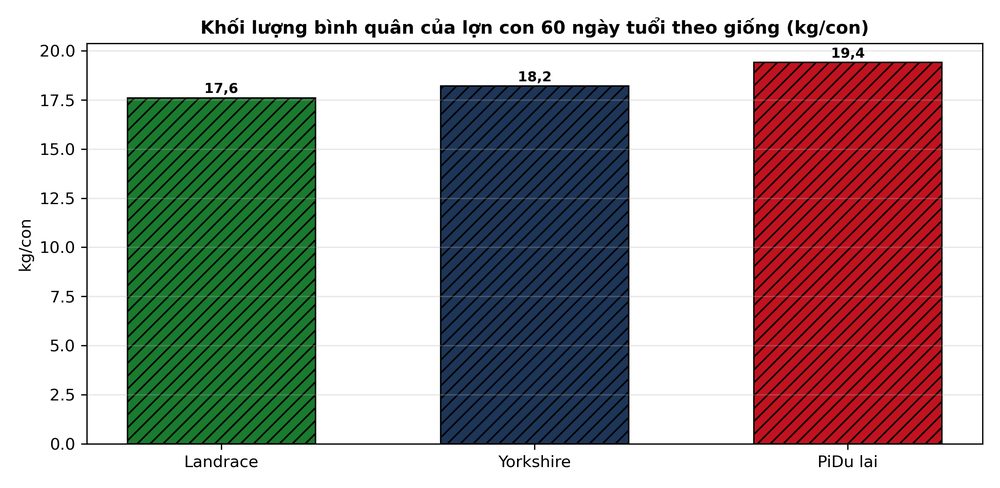 Khối lượng bình quân của lợn con 60 ngày tuổi theo giống (kg/con)
kg/con
20.0
17.5
15.0
12.5
10.0
7.5
5.0
2.5
0.0
17,6
18,2
19,4
Landrace
Yorkshire
PiDu lai